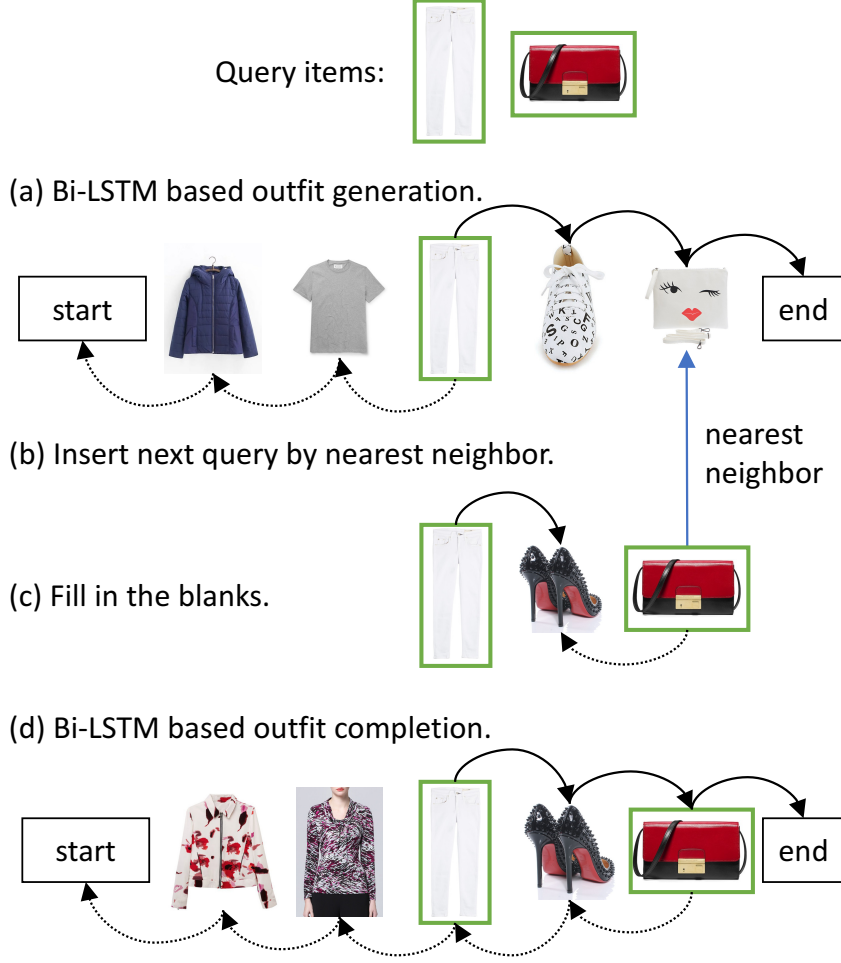 Query items:
(a) Bi-LSTM based outfit generation.
start
end
(b) Insert next query by nearest neighbor.
nearest
neighbor
(c) Fill in the blanks.
(d) Bi-LSTM based outfit completion.
start
end